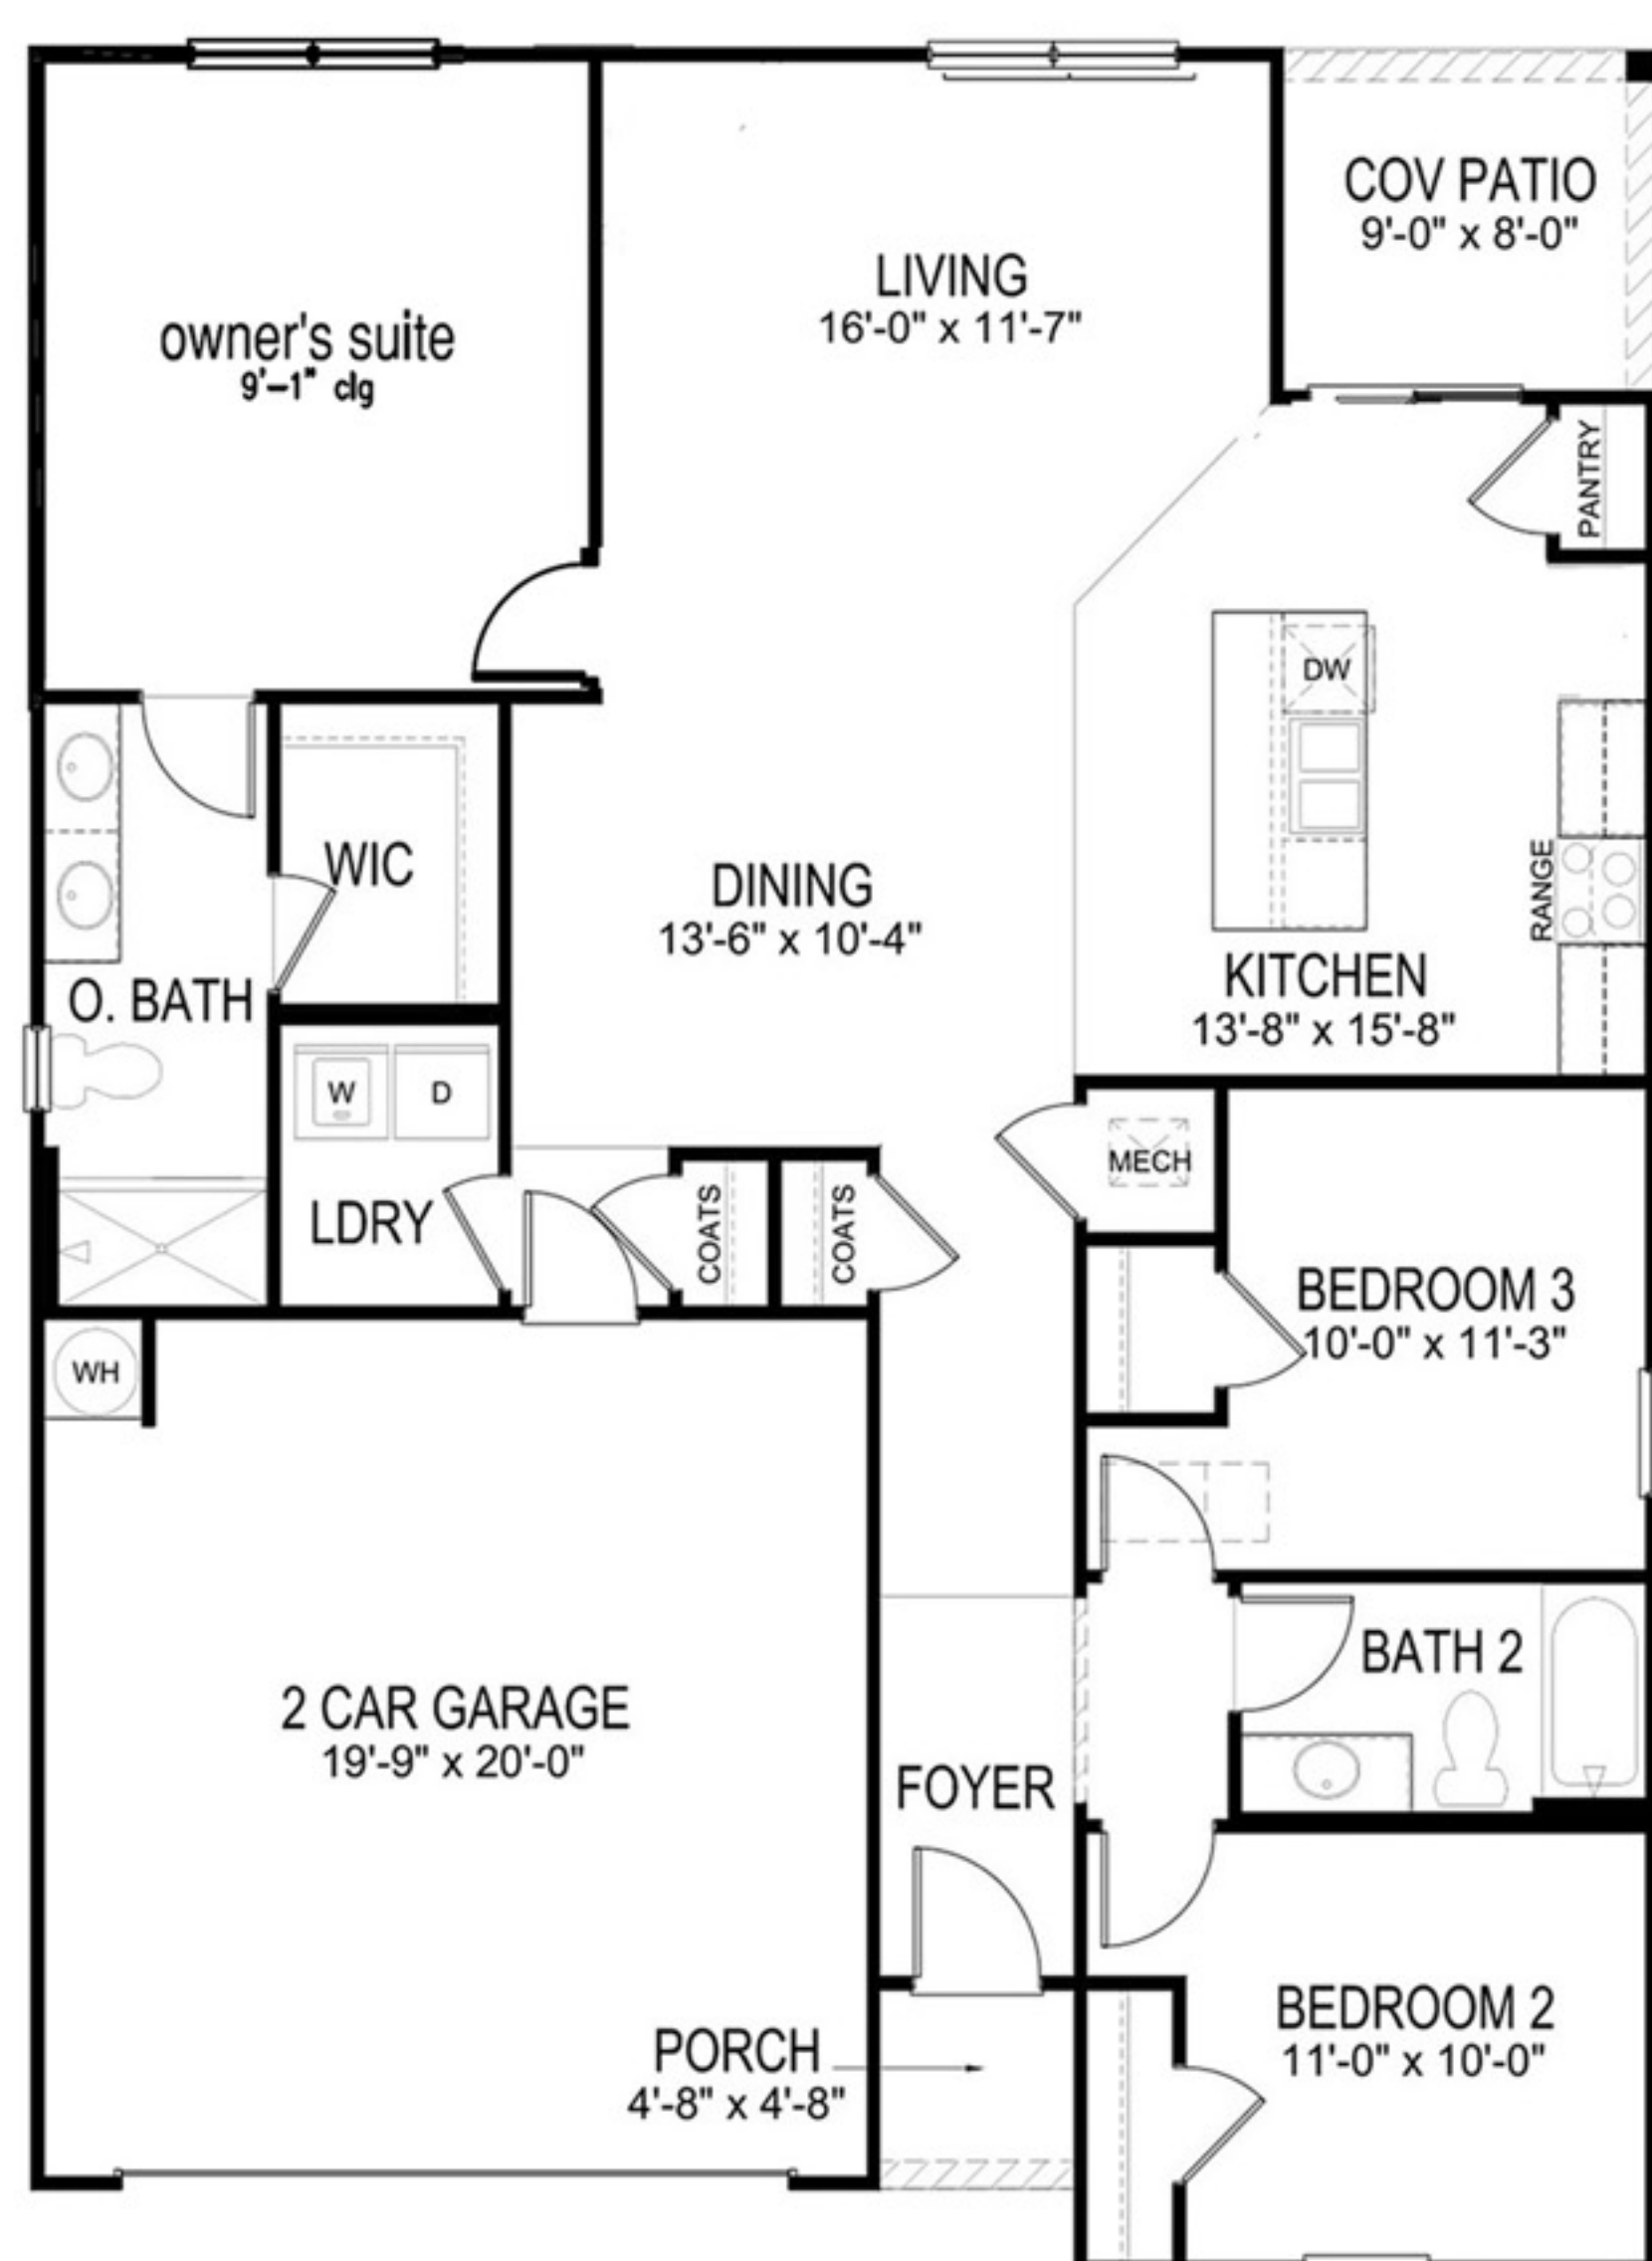 COV PATIO
9'-0" x 8'-0"
LIVING
16'-0" x 11'-7"
owner's suite
9'-1" clg
PANTRY
DW
WIC
DINING
13'-6" x 10'-4"
RANGE
KITCHEN
13'-8" x 15'-8"
O. BATH
W
D
MECH
LDRY
COATS
COATS
BEDROOM 3
10'-0" x 11'-3"
WH
BATH 2
2 CAR GARAGE
19'-9" x 20'-0"
FOYER
BEDROOM 2
11'-0" x 10'-0"
PORCH
4'-8" x 4'-8"